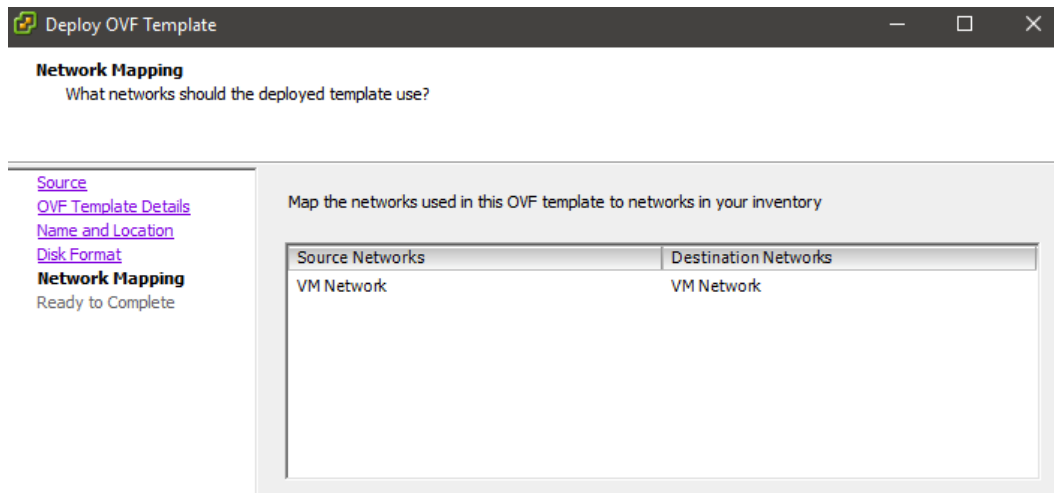 Deploy OVF Template
Network Mapping
What networks should the deployed template use?
Source
OVF Template Details
Name and Location
Disk Format
Network Mapping
Ready to Complete
Map the networks used in this OVF template to networks in your inventory
Source Networks Destination Networks
VM Network VM Network